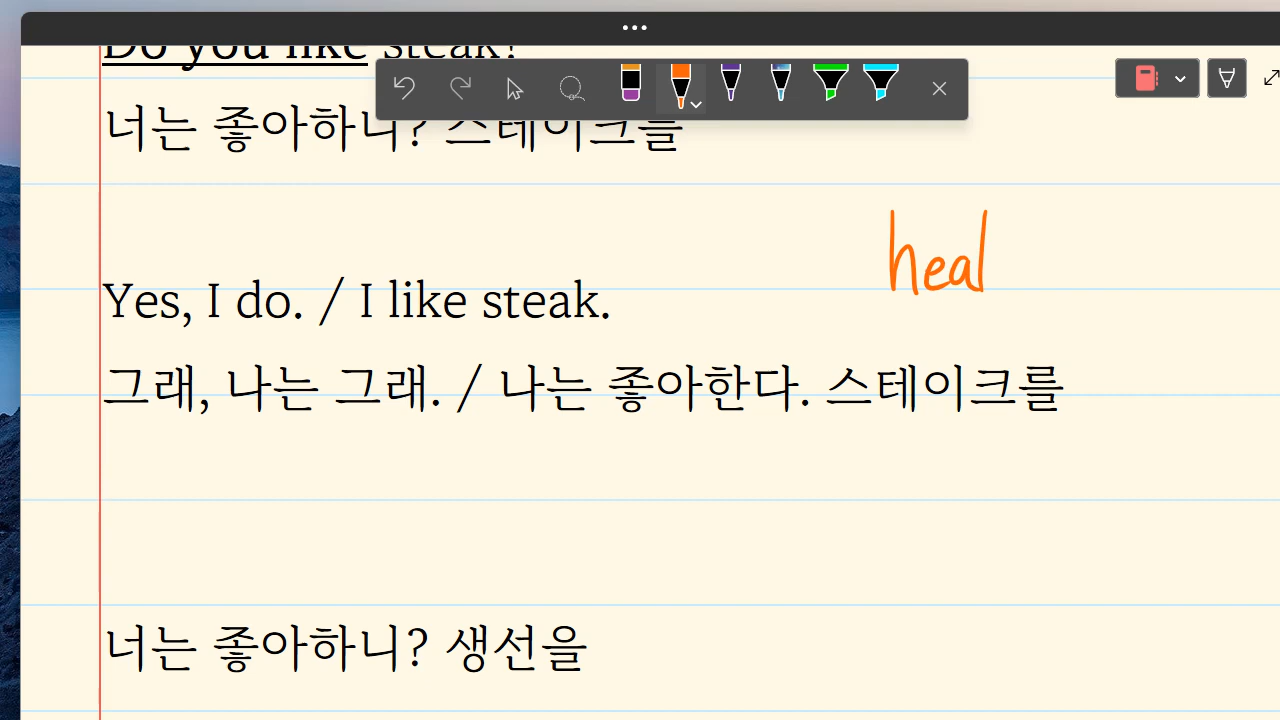 Do you like steak?
너는 좋아하니? 스테이크를
heal
Yes, I do. / I like steak.
그래, 나는 그래. / 나는 좋아한다. 스테이크를
너는 좋아하니? 생선을